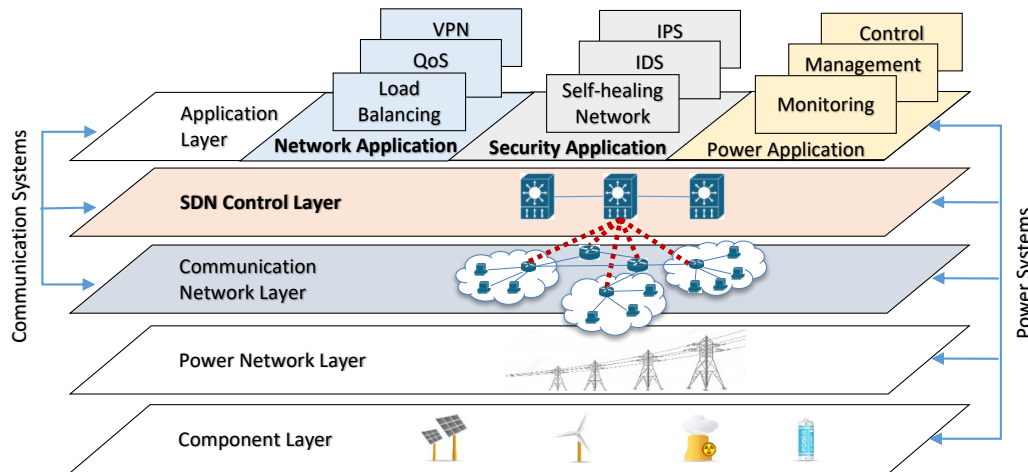 VPN
QoS
Load
Balancing
IPS
IDS
Self-healing
Network
Control
Management
Monitoring
Application
Layer
Network Application
Security Application
Power Application
SDN Control Layer
Communication
Network Layer
Power Network Layer
Component Layer
Communication Systems
Power Systems
POWER